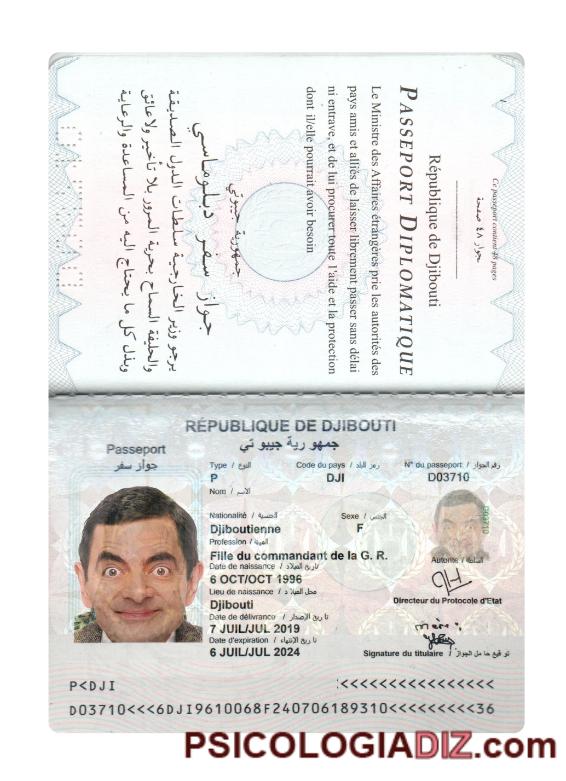 Ce passeport contient 48 pages
جواز ٤٨ صفحة
République de Djibouti
PASSEPORT DIPLOMATIQUE
Le Ministre des Affaires étrangères prie les autorités des
pays amis et alliés de laisser librement passer sans délai
ni entrave, et de lui procurer toute l'aide et la protection
dont il/elle pourrait avoir besoin
جمهورية جيبوتي
جواز سفر دبلوماسي
يرجو وزير الخارجية سلطات الدول الصديقة
والحليفة السماح بحرية المرور بلا تأخير ولا عائق
وبذل كل ما يحتاج اليه من المساعدة والرعاية
RÉPUBLIQUE DE DJIBOUTI
جمهورية جيبوتي
Passeport
جواز سفر
Type / النوع Code du pays / رمز البلد N° du passeport / رقم الجواز
P DJI D03710
Nom / الاسم
Nationalité / الجنسية Sexe / الجنس
Djiboutienne F
Profession / المهنة
Fille du commandant de la G. R.
Date de naissance / تاريخ الميلاد
6 OCT/OCT 1996
Lieu de naissance / محل الميلاد
Djibouti
Date de délivrance / تاريخ الإصدار
7 JUIL/JUL 2019
Date d'expiration / تاريخ الإنتهاء
6 JUIL/JUL 2024
D03710
Autorité / السلطة
Directeur du Protocole d'Etat
Signature du titulaire / توقيع حامل الجواز
P<DJI <<<<<<<<<<<<<<<<<
D03710<<<6DJI9610068F240706189310<<<<<<<<<36
PSICOLOGIADIZ.com